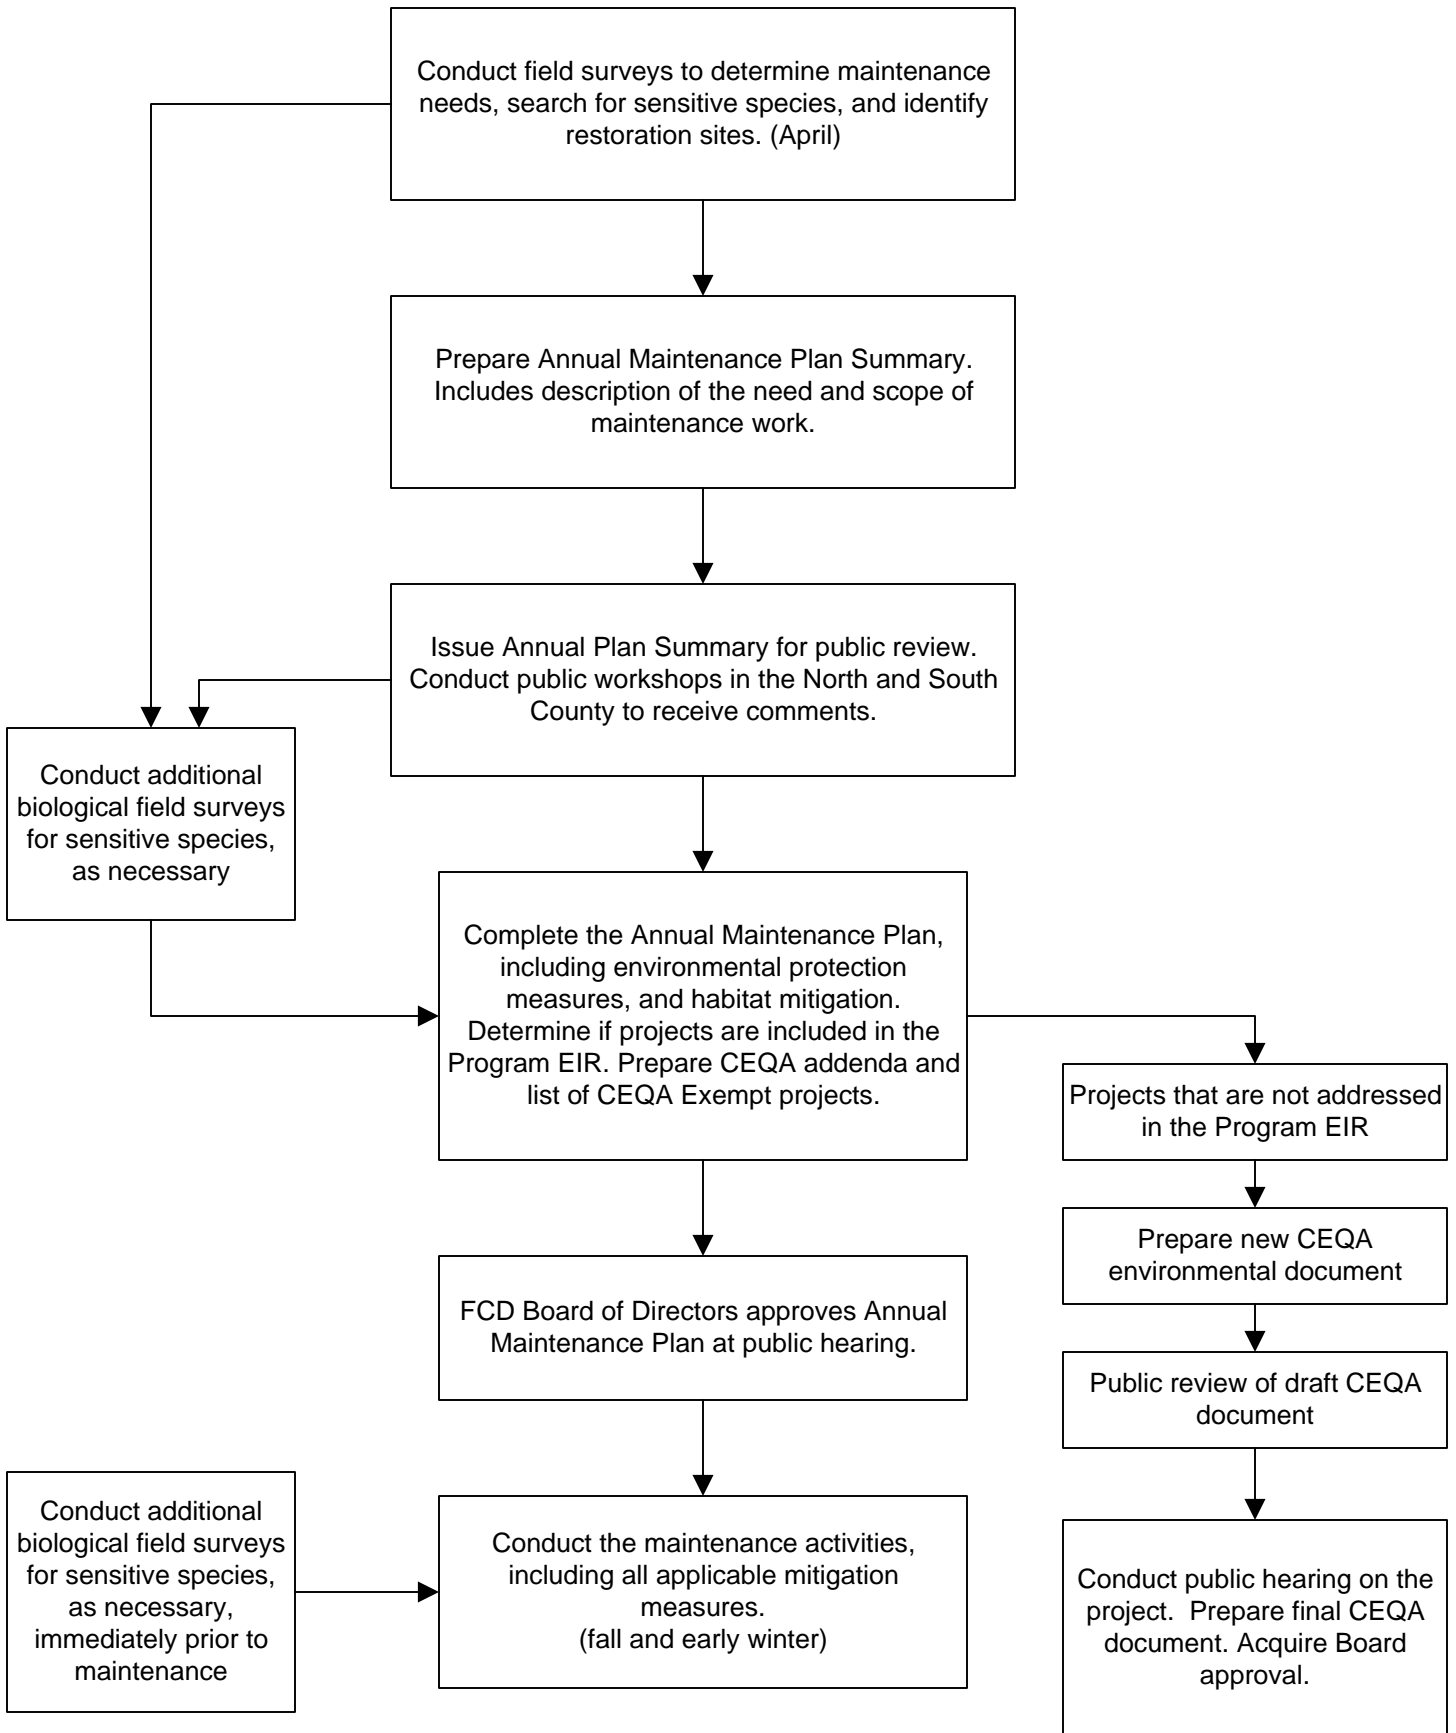 Conduct field surveys to determine maintenance
needs, search for sensitive species, and identify
restoration sites. (April)
Prepare Annual Maintenance Plan Summary.
Includes description of the need and scope of
maintenance work.
Issue Annual Plan Summary for public review.
Conduct public workshops in the North and South
County to receive comments.
Conduct additional
biological field surveys
for sensitive species,
as necessary
Complete the Annual Maintenance Plan,
including environmental protection
measures, and habitat mitigation.
Determine if projects are included in the
Program EIR. Prepare CEQA addenda and
list of CEQA Exempt projects.
Projects that are not addressed
in the Program EIR
Prepare new CEQA
environmental document
FCD Board of Directors approves Annual
Maintenance Plan at public hearing.
Public review of draft CEQA
document
Conduct additional
biological field surveys
for sensitive species,
as necessary,
immediately prior to
maintenance
Conduct the maintenance activities,
including all applicable mitigation
measures.
(fall and early winter)
Conduct public hearing on the
project.  Prepare final CEQA
document. Acquire Board
approval.